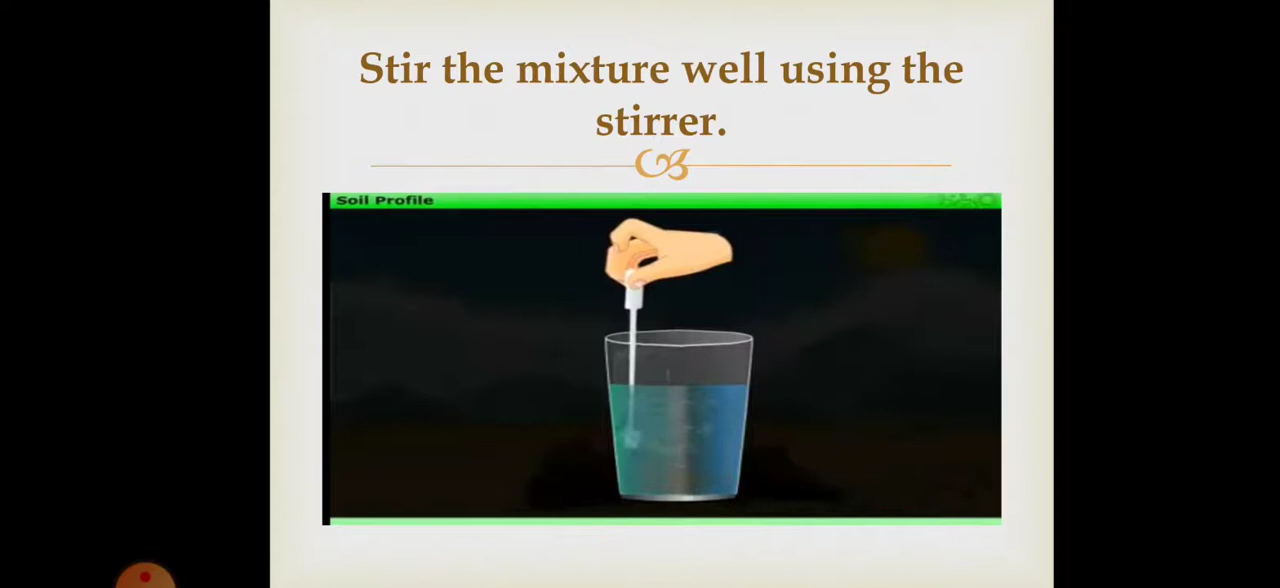 Stir the mixture well using the
stirrer.
Soil Profile